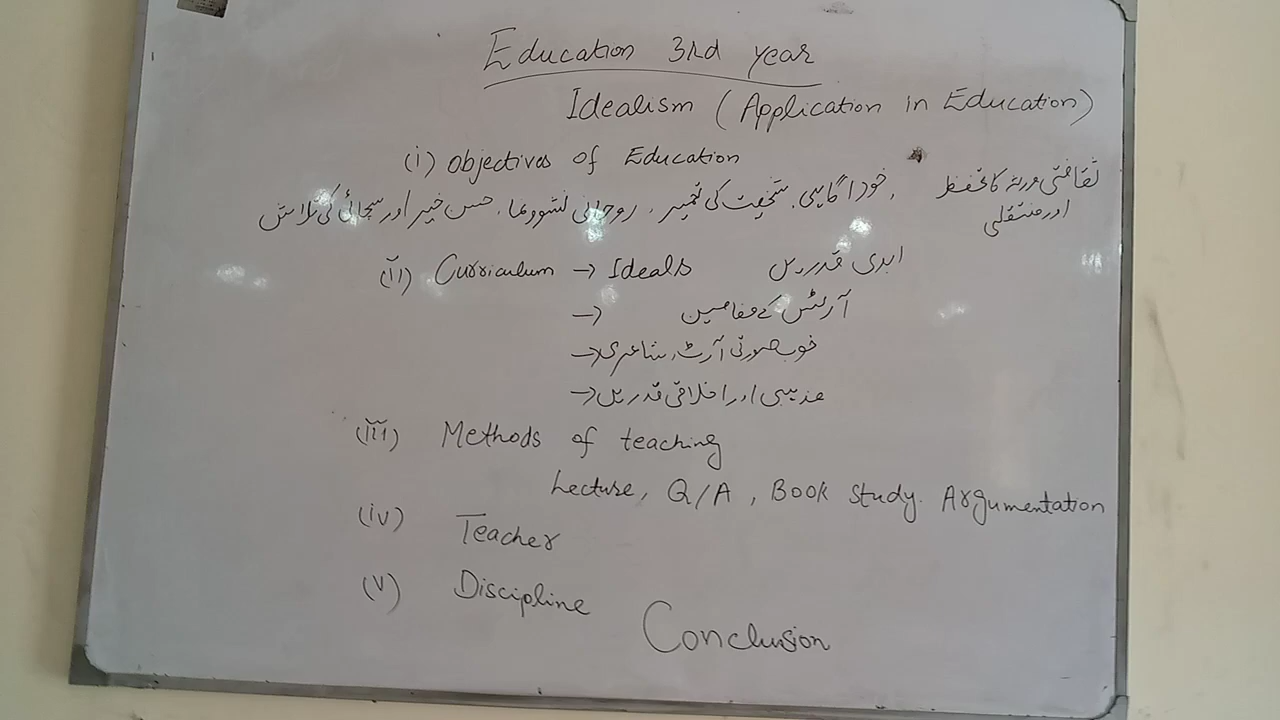 Education 3rd year
Idealism (Application in Education)
(i) Objectives of Education
ثقافتی ورثہ کا تحفظ
اور منتقلی
، خود آگاہی، شخصیت کی تعمیر، روحانی نشوونما، حسن خیر اور سچائی کی تلاش
(ii) Curriculum → Ideals ابدی قدریں
→ آرٹس کے مضامین
→ خوبصورتی آرٹ، شاعری
→ مذہبی اور اخلاقی قدریں
(iii) Methods of teaching
Lecture, Q/A, Book study. Argumentation
(iv) Teacher
(v) Discipline
Conclusion